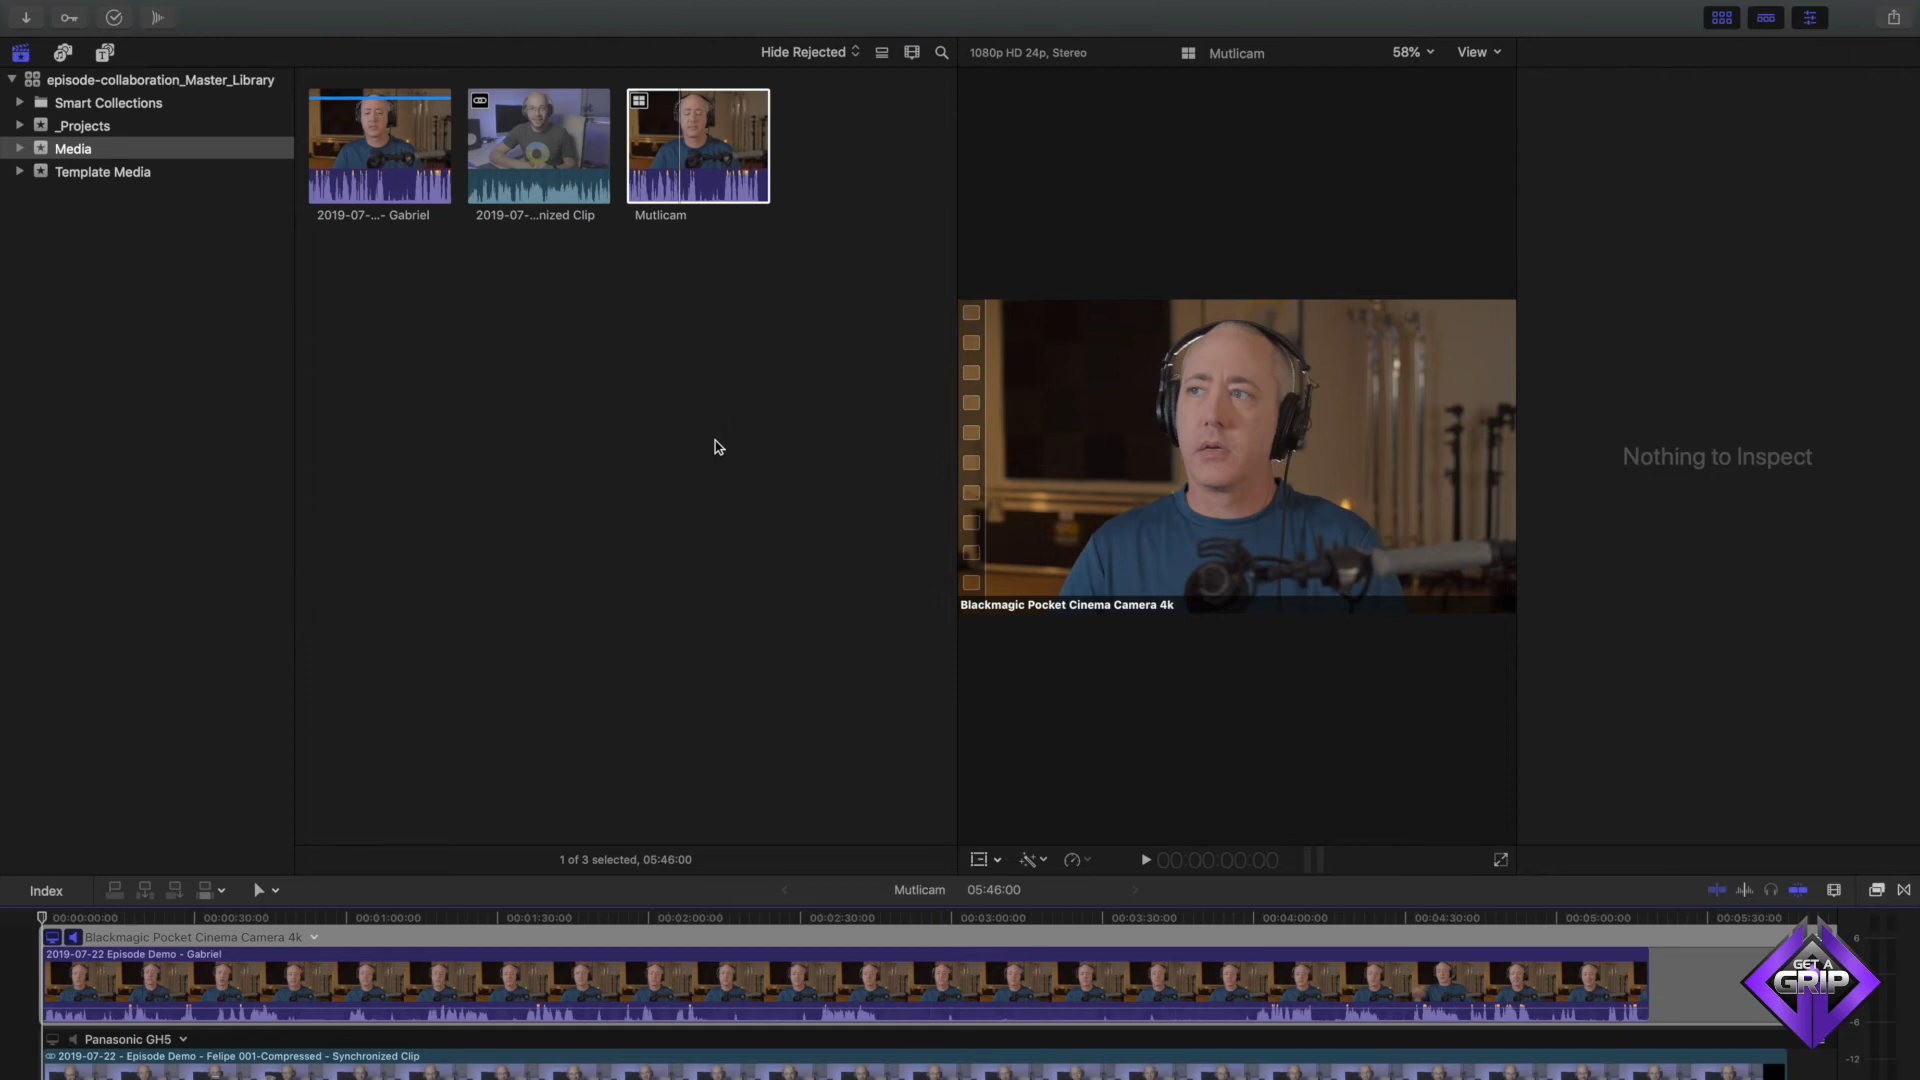 Hide Rejected
1080p HD 24p, Stereo
Mutlicam
58%
View
episode-collaboration_Master_Library
Smart Collections
_Projects
Media
Template Media
2019-07-...- Gabriel
2019-07-...nized Clip
Mutlicam
Nothing to Inspect
Blackmagic Pocket Cinema Camera 4k
1 of 3 selected, 05:46:00
00:00:00:00
Index
Mutlicam
05:46:00
00:00:00:00
00:00:30:00
00:01:00:00
00:01:30:00
00:02:00:00
00:02:30:00
00:03:00:00
00:03:30:00
00:04:00:00
00:04:30:00
00:05:00:00
00:05:30:00
Blackmagic Pocket Cinema Camera 4k
2019-07-22 Episode Demo - Gabriel
6
GET A
GRIP
-6
Panasonic GH5
2019-07-22 - Episode Demo - Felipe 001-Compressed - Synchronized Clip
-12